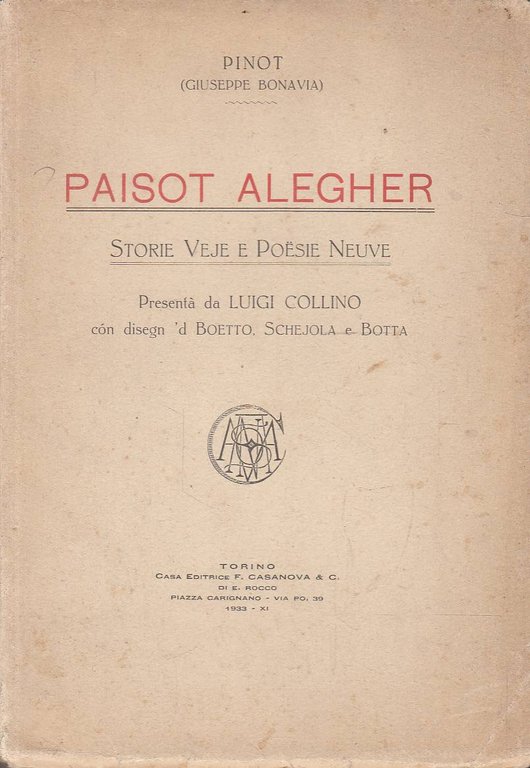 PINOT
(GIUSEPPE BONAVIA)
PAISOT ALEGHER
STORIE VEJE E POËSIE NEUVE
Presentà da LUIGI COLLINO
cón disegn 'd BOETTO, SCHEJOLA e BOTTA
TORINO
CASA EDITRICE F. CASANOVA & C.
DI E. ROCCO
PIAZZA CARIGNANO - VIA PO, 39
1933 - XI